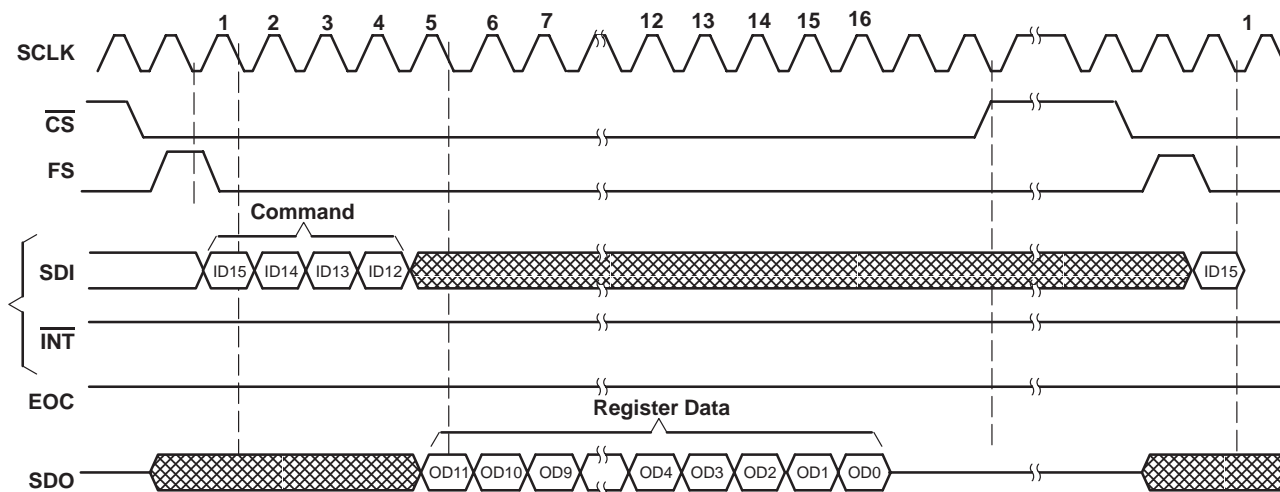 1 2 3 4 5 6 7 12 13 14 15 16 1
SCLK
CS
FS
Command
SDI ID15 ID14 ID13 ID12 ID15
INT
EOC
Register Data
SDO OD11 OD10 OD9 OD4 OD3 OD2 OD1 OD0